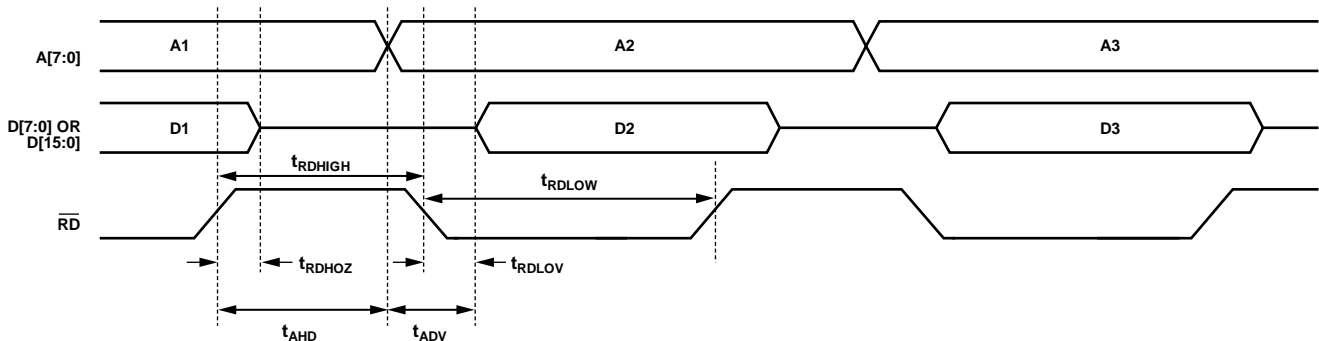 A[7:0]
A1
A2
A3
D[7:0] OR
D[15:0]
D1
D2
D3
tRDHIGH
tRDLOW
RD
tRDHOZ
tRDLOV
tAHD
tADV